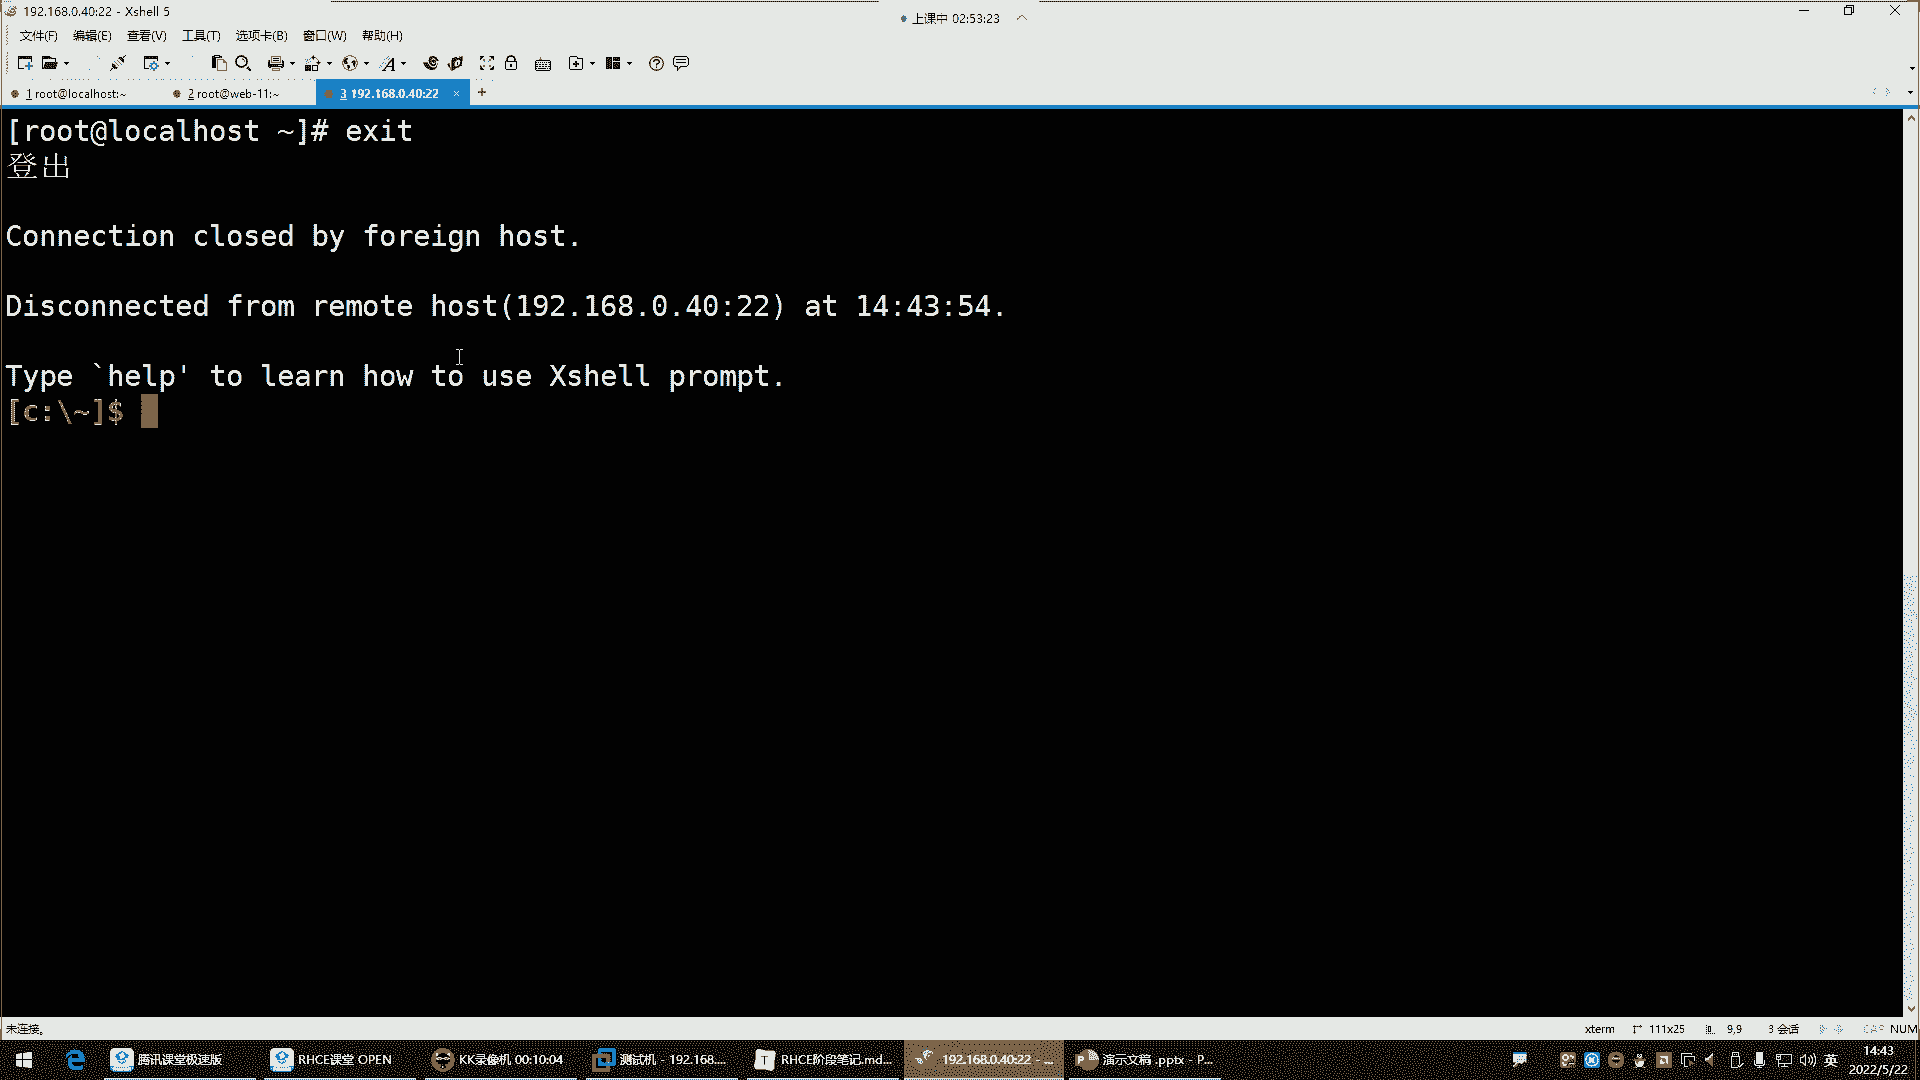 192.168.0.40:22 - Xshell 5
上课中 02:53:23
文件(F) 编辑(E) 查看(V) 工具(T) 选项卡(B) 窗口(W) 帮助(H)
1 root@localhost:~ 2 root@web-11:~ 3 192.168.0.40:22 × +
[root@localhost ~]# exit
登出
Connection closed by foreign host.
Disconnected from remote host(192.168.0.40:22) at 14:43:54.
Type `help' to learn how to use Xshell prompt.
[c:\~]$
未连接。 xterm 111x25 9,9 3 会话 CAP NUM
腾讯课堂极速版 RHCE课堂 OPEN KK录像机 00:10:04 测试机 - 192.168.... RHCE阶段笔记.md... 192.168.0.40:22 - ... 演示文稿 .pptx - P... 英 14:43
2022/5/22